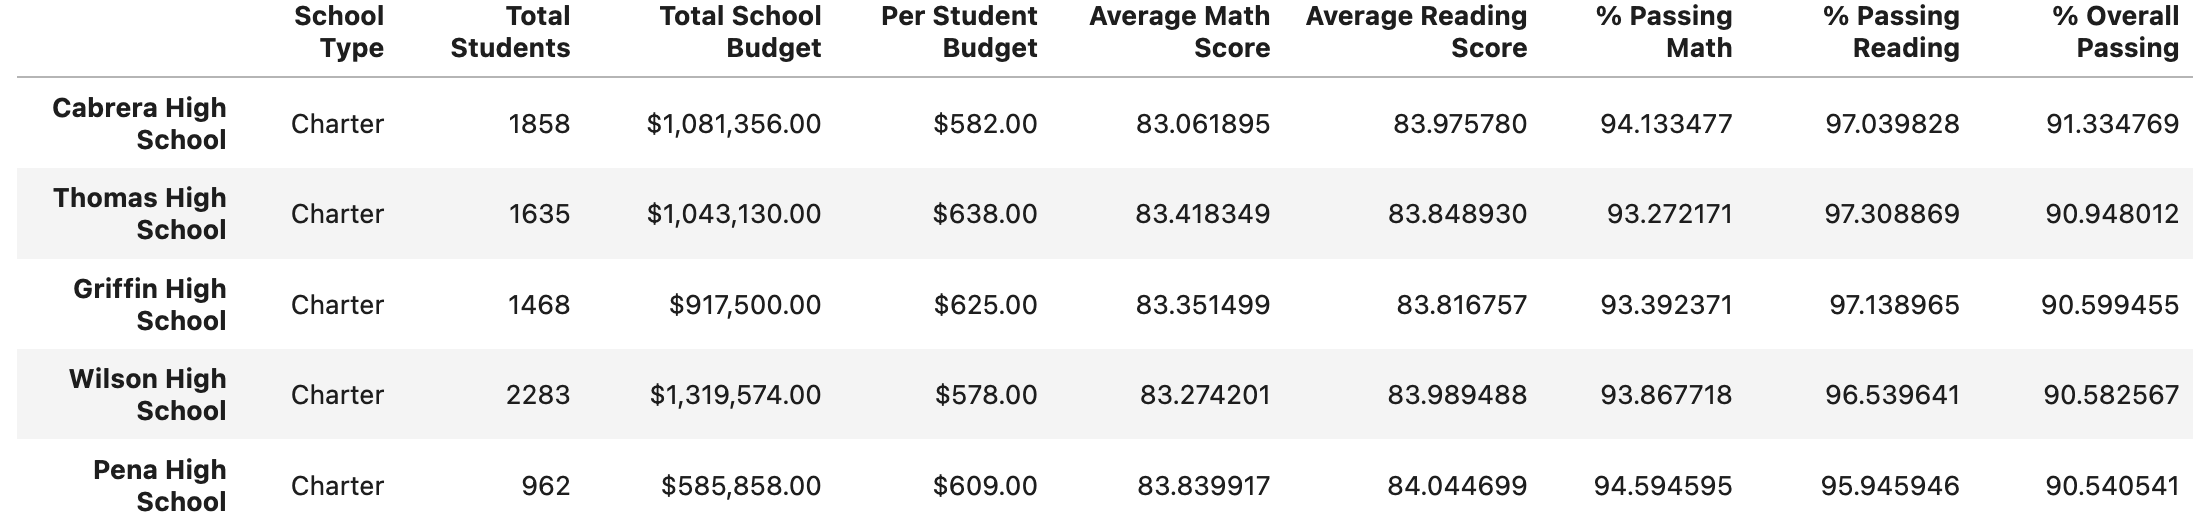 School Total Total School Per Student Average Math Average Reading % Passing % Passing % Overall
Type Students Budget Budget Score Score Math Reading Passing
Cabrera High
School Charter 1858 $1,081,356.00 $582.00 83.061895 83.975780 94.133477 97.039828 91.334769
Thomas High
School Charter 1635 $1,043,130.00 $638.00 83.418349 83.848930 93.272171 97.308869 90.948012
Griffin High
School Charter 1468 $917,500.00 $625.00 83.351499 83.816757 93.392371 97.138965 90.599455
Wilson High
School Charter 2283 $1,319,574.00 $578.00 83.274201 83.989488 93.867718 96.539641 90.582567
Pena High
School Charter 962 $585,858.00 $609.00 83.839917 84.044699 94.594595 95.945946 90.540541